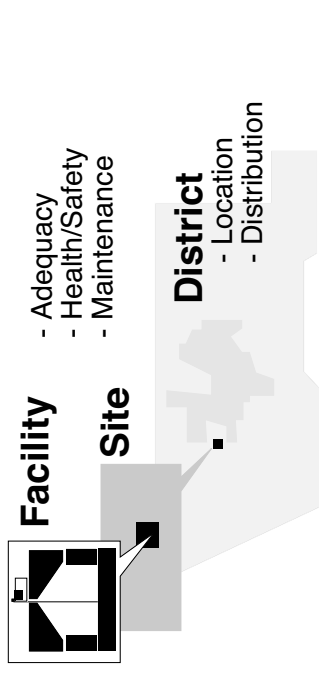 Facility
- Adequacy
- Health/Safety
- Maintenance
Site
District
- Location
- Distribution